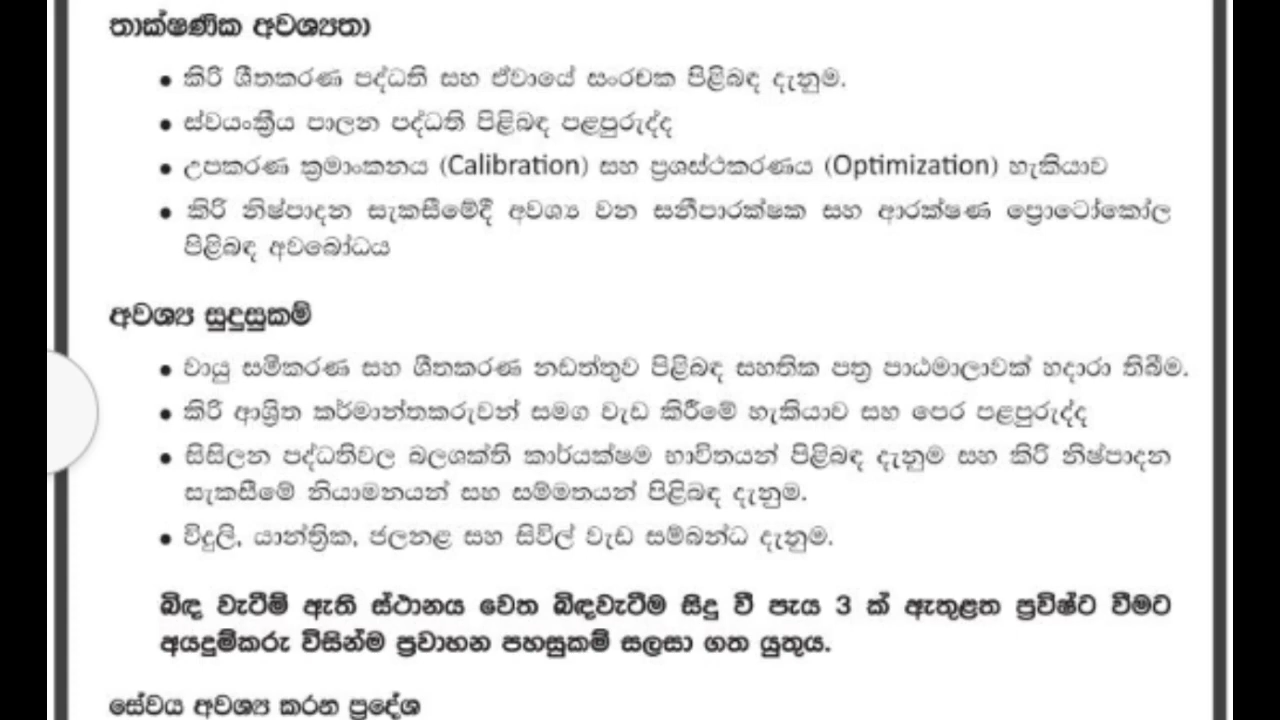 තාක්ෂණික අවශ්‍යතා
• කිරි ශීතකරණ පද්ධති සහ ඒවායේ සංරචක පිළිබඳ දැනුම.
• ස්වයංක්‍රීය පාලන පද්ධති පිළිබඳ පළපුරුද්ද
• උපකරණ ක්‍රමාංකනය (Calibration) සහ ප්‍රශස්ථකරණය (Optimization) හැකියාව
• කිරි නිෂ්පාදන සැකසීමේදී අවශ්‍ය වන සනීපාරක්ෂක සහ ආරක්ෂණ ප්‍රොටෝකෝල
පිළිබඳ අවබෝධය
අවශ්‍ය සුදුසුකම්
• වායු සමීකරණ සහ ශීතකරණ නඩත්තුව පිළිබඳ සහතික පත්‍ර පාඨමාලාවක් හදාරා තිබීම.
• කිරි ආශ්‍රිත කර්මාන්තකරුවන් සමග වැඩ කිරීමේ හැකියාව සහ පෙර පළපුරුද්ද
• සිසිලන පද්ධතිවල බලශක්ති කාර්යක්ෂම භාවිතයන් පිළිබඳ දැනුම සහ කිරි නිෂ්පාදන
සැකසීමේ නියාමනයන් සහ සම්මතයන් පිළිබඳ දැනුම.
• විදුලි, යාන්ත්‍රික, ජලනළ සහ සිවිල් වැඩ සම්බන්ධ දැනුම.
බිඳ වැටීම් ඇති ස්ථානය වෙත බිඳවැටීම සිදු වී පැය 3 ක් ඇතුළත ප්‍රවිෂ්ට වීමට
අයදුම්කරු විසින්ම ප්‍රවාහන පහසුකම් සලසා ගත යුතුය.
සේවය අවශ්‍ය කරන ප්‍රදේශ